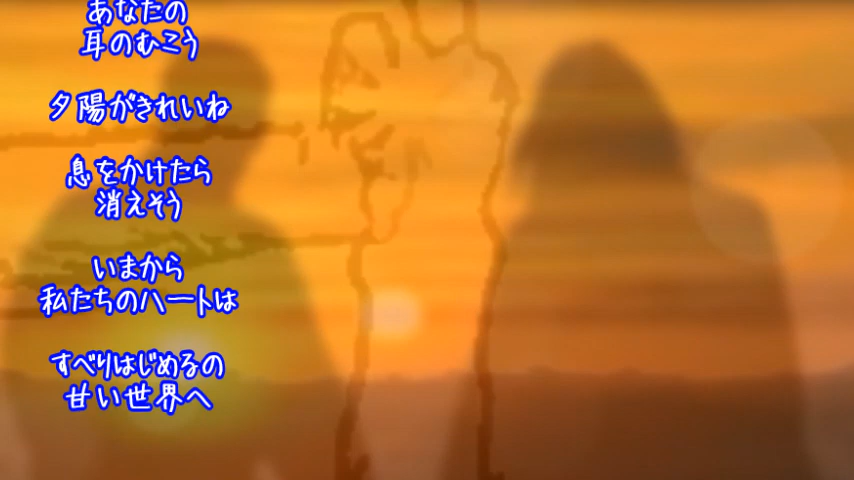 あなたの
耳のむこう
夕陽がきれいね
息をかけたら
消えそう
いまから
私たちのハートは
すべりはじめるの
甘い世界へ